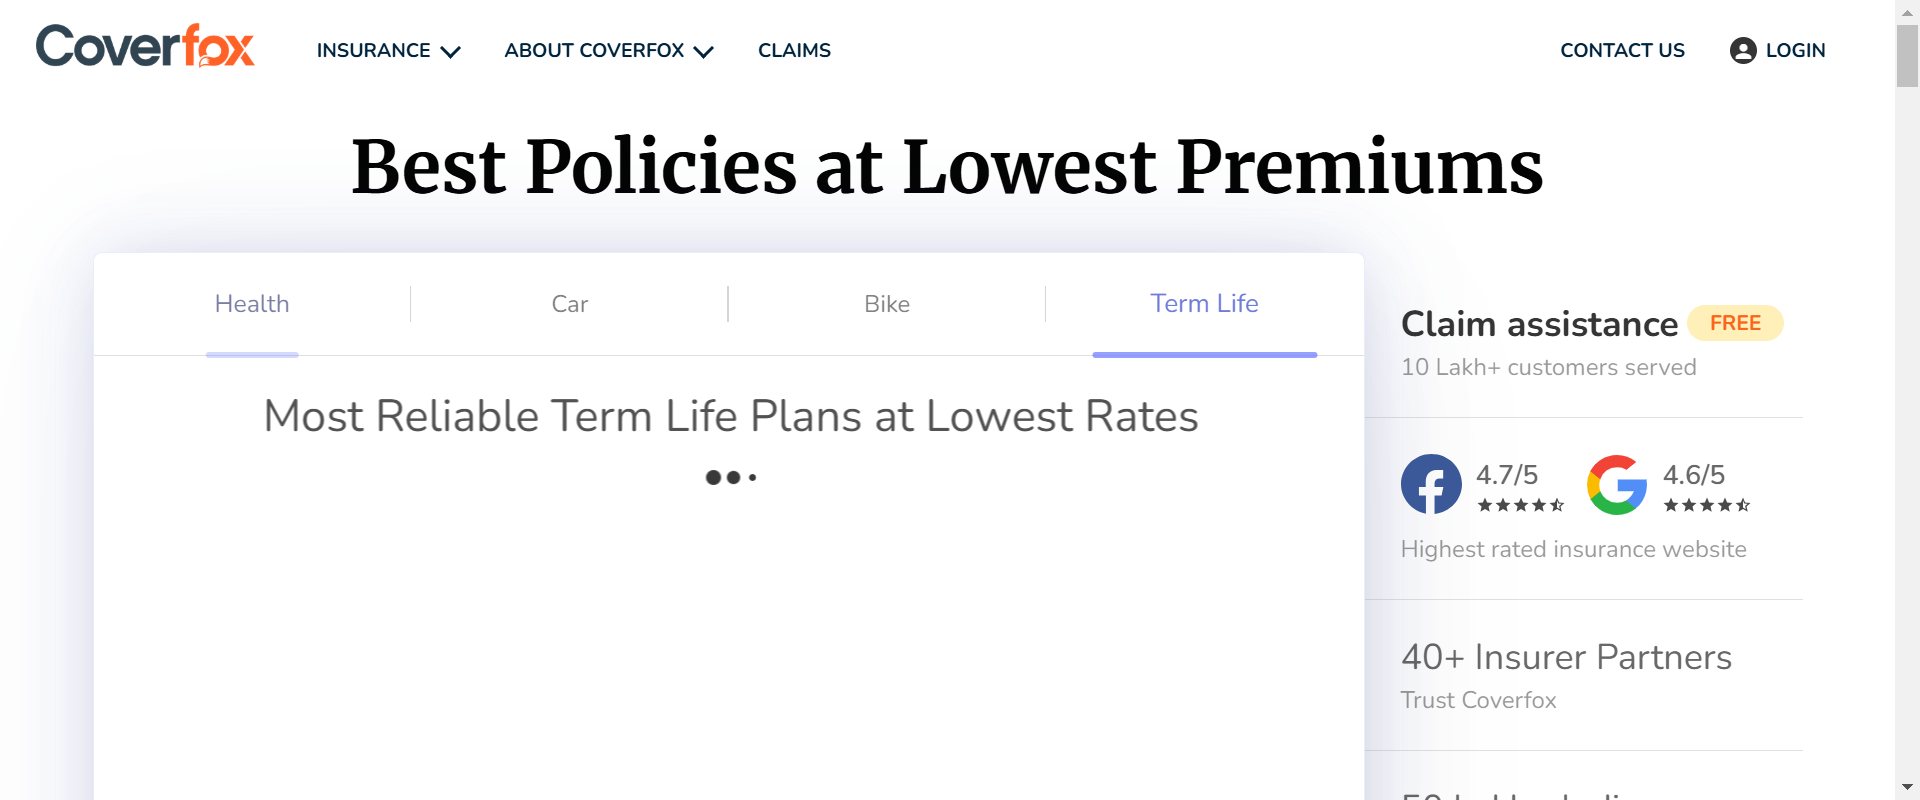 Coverfox
INSURANCE
ABOUT COVERFOX
CLAIMS
CONTACT US
LOGIN
Best Policies at Lowest Premiums
Health
Car
Bike
Term Life
Most Reliable Term Life Plans at Lowest Rates
Claim assistance FREE
10 Lakh+ customers served
4.7/5
4.6/5
Highest rated insurance website
40+ Insurer Partners
Trust Coverfox